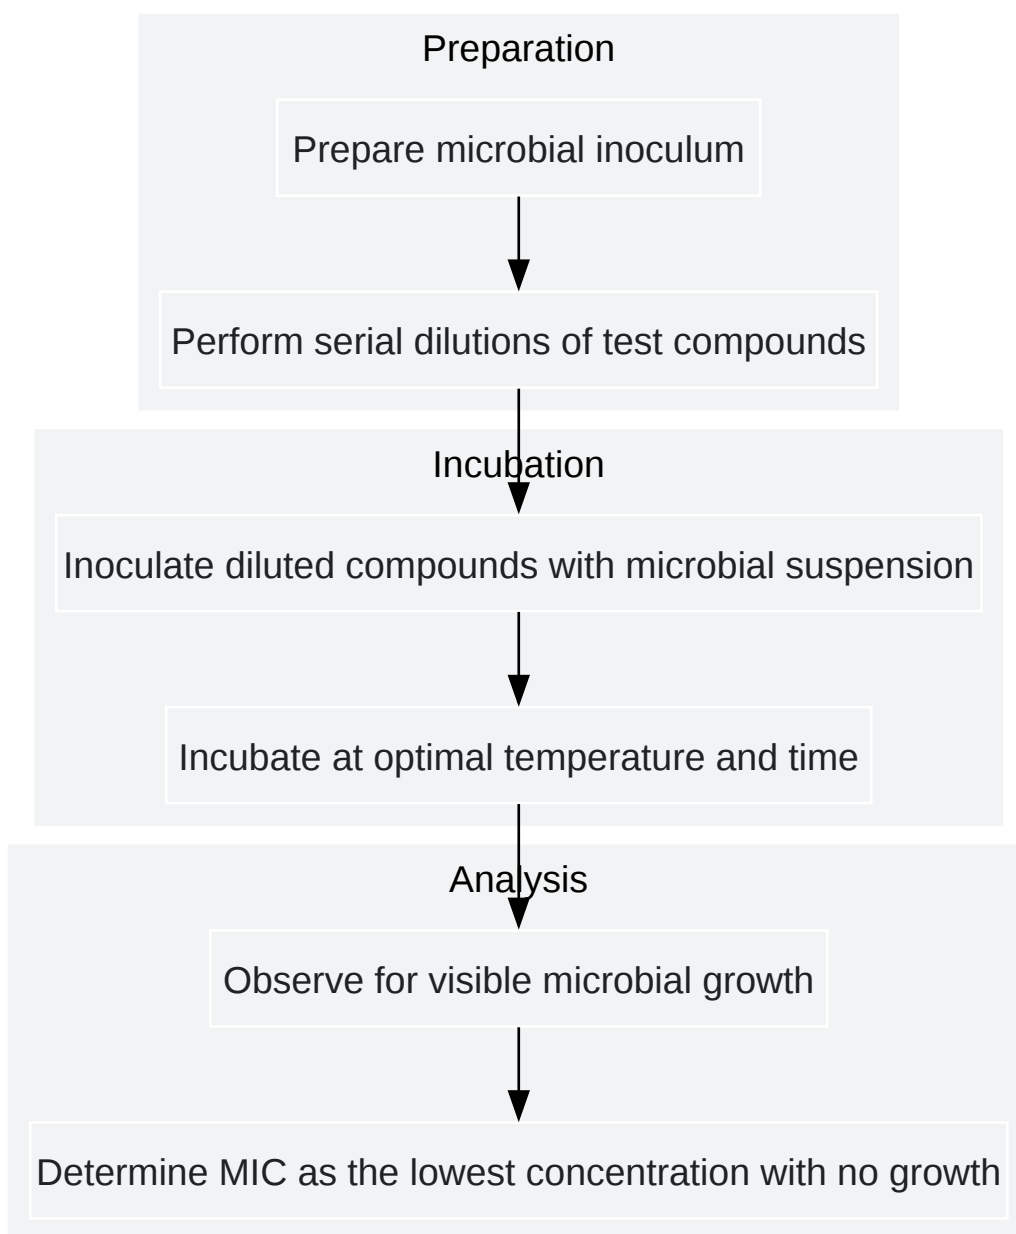 Preparation
Prepare microbial inoculum
Perform serial dilutions of test compounds
Incubation
Inoculate diluted compounds with microbial suspension
Incubate at optimal temperature and time
Analysis
Observe for visible microbial growth
Determine MIC as the lowest concentration with no growth